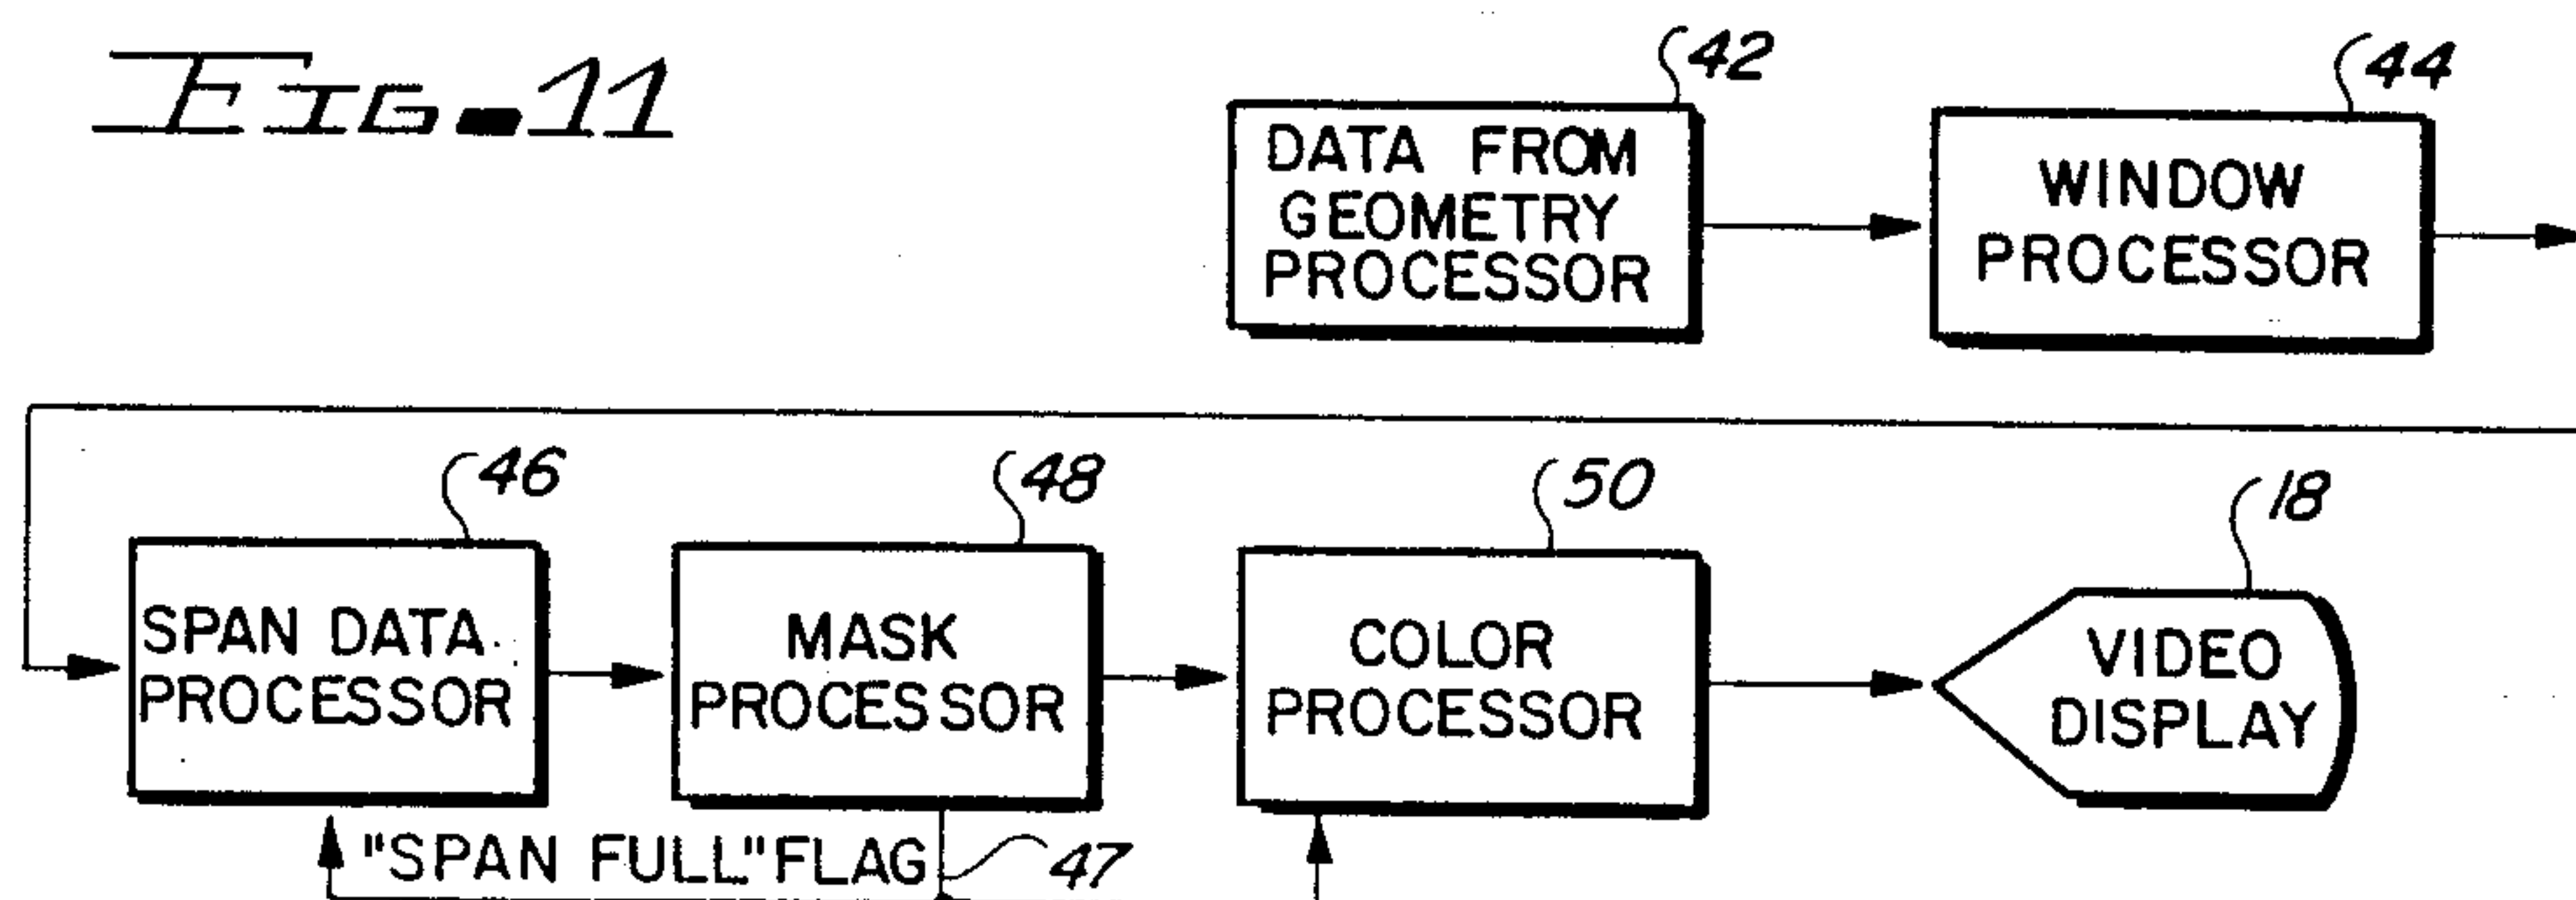 FIG-11
42
DATA FROM
GEOMETRY
PROCESSOR
44
WINDOW
PROCESSOR
46
SPAN DATA
PROCESSOR
48
MASK
PROCESSOR
50
COLOR
PROCESSOR
18
VIDEO
DISPLAY
"SPAN FULL" FLAG
47